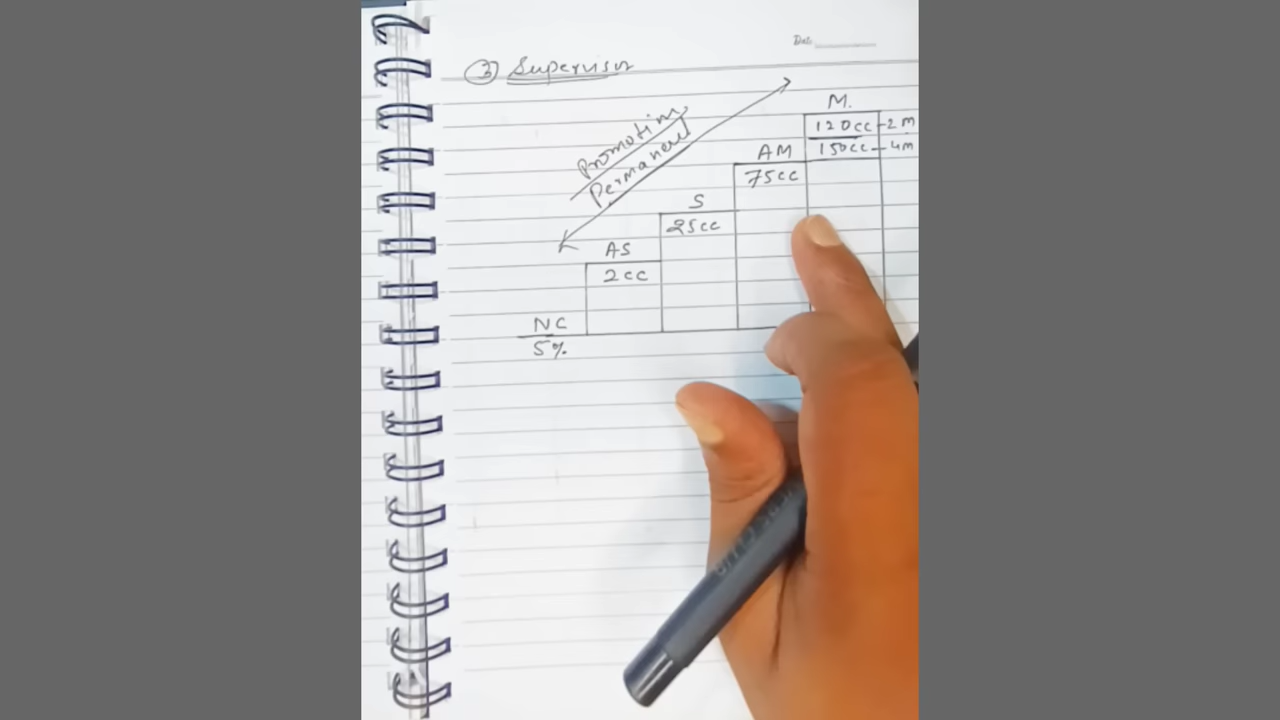 Date
③ Supervisor
Promotion
Permanent
M.
120cc - 2M
150cc - 4M
AM
75cc
S
25cc
AS
2cc
NC
5%